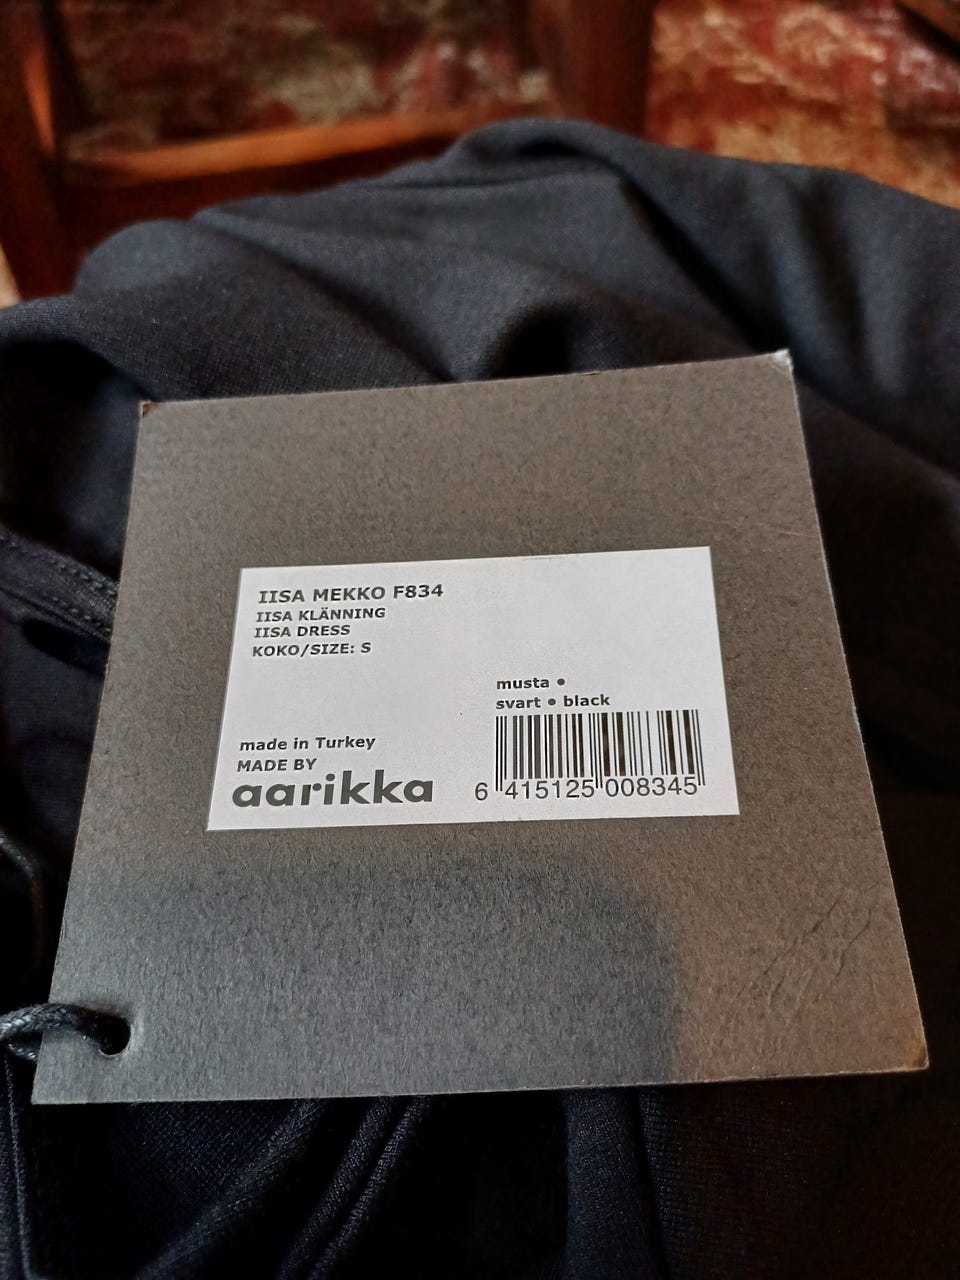 IISA MEKKO F834
IISA KLÄNNING
IISA DRESS
KOKO/SIZE: S
musta •
svart • black
made in Turkey
MADE BY
aarikka
6 415125 008345